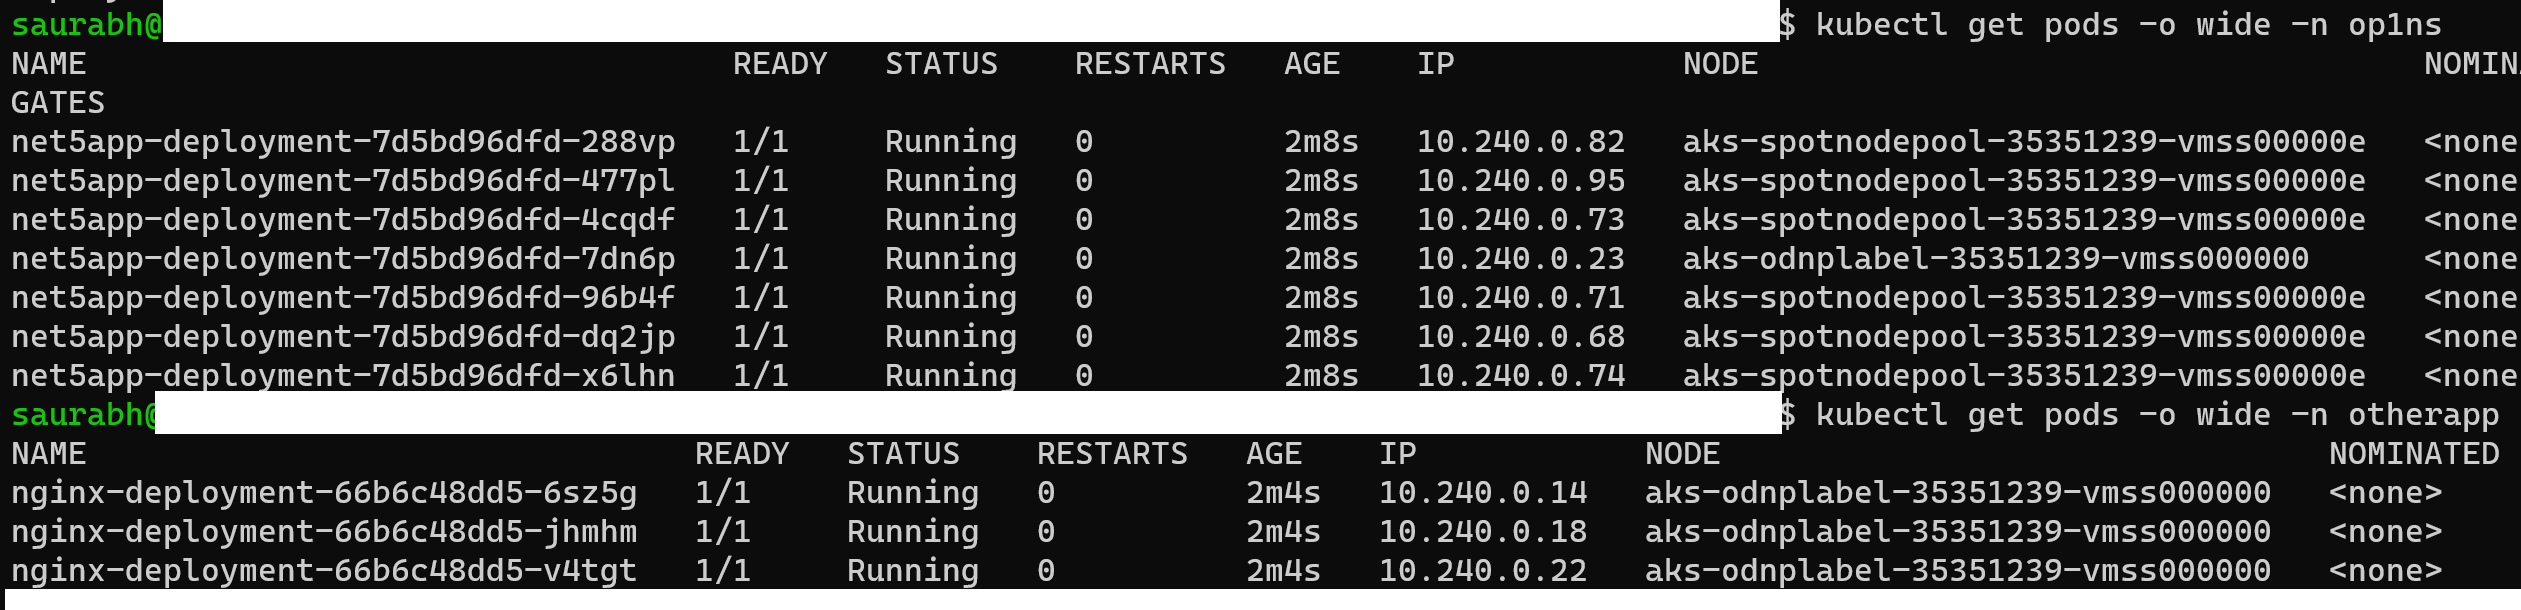 saurabh@ $ kubectl get pods -o wide -n op1ns
NAME READY STATUS RESTARTS AGE IP NODE NOMIN
GATES
net5app-deployment-7d5bd96dfd-288vp 1/1 Running 0 2m8s 10.240.0.82 aks-spotnodepool-35351239-vmss00000e <none
net5app-deployment-7d5bd96dfd-477pl 1/1 Running 0 2m8s 10.240.0.95 aks-spotnodepool-35351239-vmss00000e <none
net5app-deployment-7d5bd96dfd-4cqdf 1/1 Running 0 2m8s 10.240.0.73 aks-spotnodepool-35351239-vmss00000e <none
net5app-deployment-7d5bd96dfd-7dn6p 1/1 Running 0 2m8s 10.240.0.23 aks-odnplabel-35351239-vmss000000 <none
net5app-deployment-7d5bd96dfd-96b4f 1/1 Running 0 2m8s 10.240.0.71 aks-spotnodepool-35351239-vmss00000e <none
net5app-deployment-7d5bd96dfd-dq2jp 1/1 Running 0 2m8s 10.240.0.68 aks-spotnodepool-35351239-vmss00000e <none
net5app-deployment-7d5bd96dfd-x6lhn 1/1 Running 0 2m8s 10.240.0.74 aks-spotnodepool-35351239-vmss00000e <none
saurabh@ $ kubectl get pods -o wide -n otherapp
NAME READY STATUS RESTARTS AGE IP NODE NOMINATED
nginx-deployment-66b6c48dd5-6sz5g 1/1 Running 0 2m4s 10.240.0.14 aks-odnplabel-35351239-vmss000000 <none>
nginx-deployment-66b6c48dd5-jhmhm 1/1 Running 0 2m4s 10.240.0.18 aks-odnplabel-35351239-vmss000000 <none>
nginx-deployment-66b6c48dd5-v4tgt 1/1 Running 0 2m4s 10.240.0.22 aks-odnplabel-35351239-vmss000000 <none>